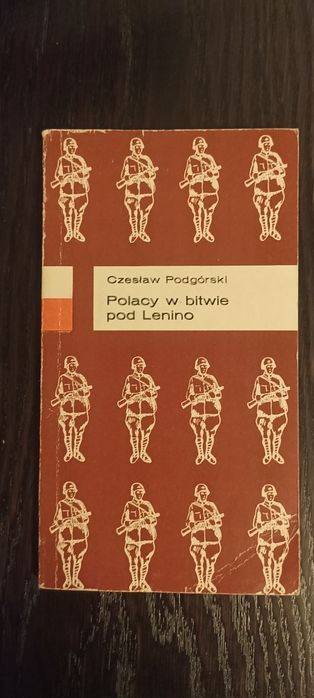 Czesław Podgórski
Polacy w bitwie
pod Lenino